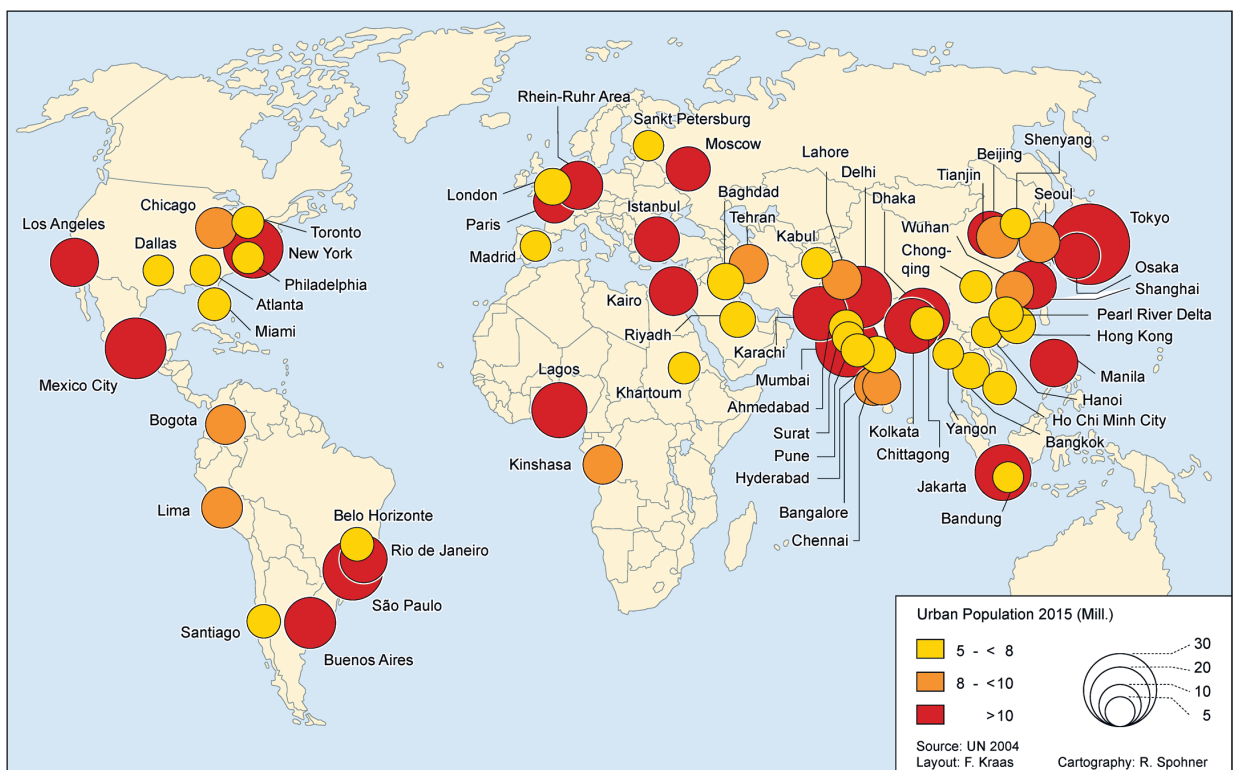 Rhein-Ruhr Area
Sankt Petersburg
Moscow
London
Paris
Madrid
Istanbul
Baghdad
Tehran
Kabul
Lahore
Delhi
Dhaka
Tianjin
Beijing
Shenyang
Seoul
Tokyo
Osaka
Shanghai
Wuhan
Chong-
qing
Pearl River Delta
Hong Kong
Manila
Hanoi
Ho Chi Minh City
Bangkok
Yangon
Chittagong
Kolkata
Jakarta
Bandung
Karachi
Mumbai
Ahmedabad
Surat
Pune
Hyderabad
Bangalore
Chennai
Kairo
Riyadh
Khartoum
Lagos
Kinshasa
Los Angeles
Chicago
Dallas
Toronto
New York
Philadelphia
Atlanta
Miami
Mexico City
Bogota
Lima
Belo Horizonte
Rio de Janeiro
São Paulo
Santiago
Buenos Aires
Urban Population 2015 (Mill.)
5 - < 8
8 - <10
>10
30
20
10
5
Source: UN 2004
Layout: F. Kraas
Cartography: R. Spohner